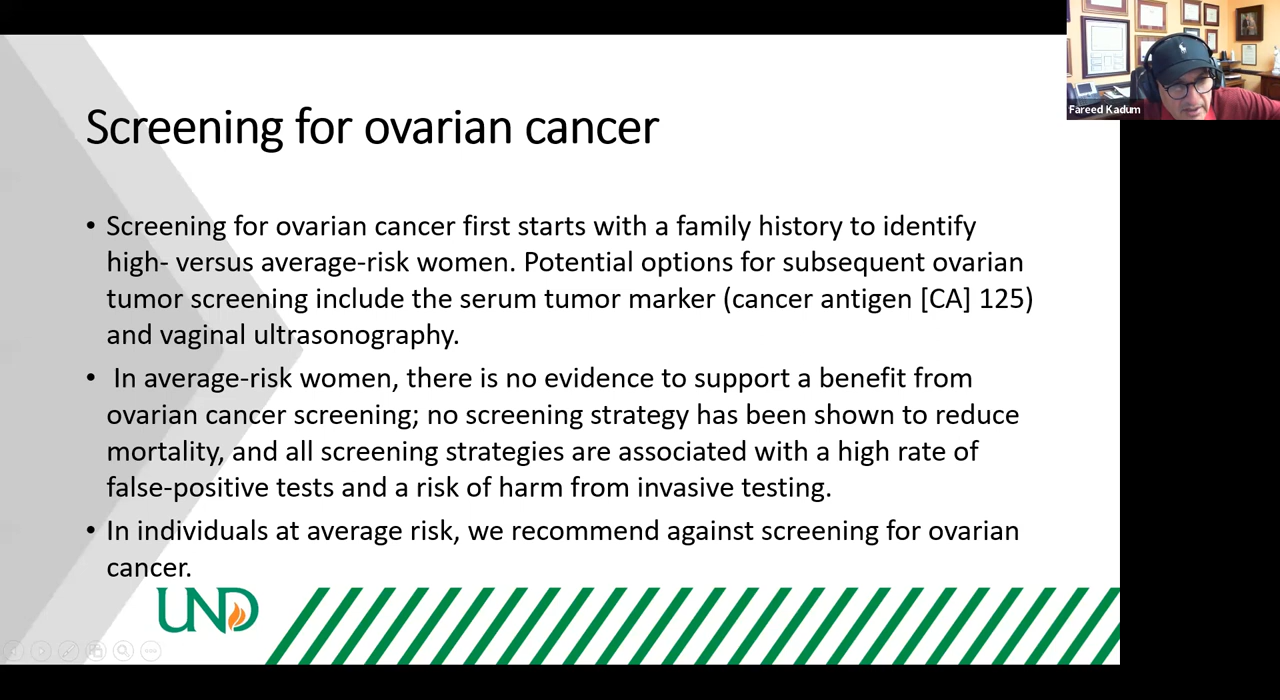 Fareed Kadum
Screening for ovarian cancer
• Screening for ovarian cancer first starts with a family history to identify
high- versus average-risk women. Potential options for subsequent ovarian
tumor screening include the serum tumor marker (cancer antigen [CA] 125)
and vaginal ultrasonography.
• In average-risk women, there is no evidence to support a benefit from
ovarian cancer screening; no screening strategy has been shown to reduce
mortality, and all screening strategies are associated with a high rate of
false-positive tests and a risk of harm from invasive testing.
• In individuals at average risk, we recommend against screening for ovarian
cancer.
UND